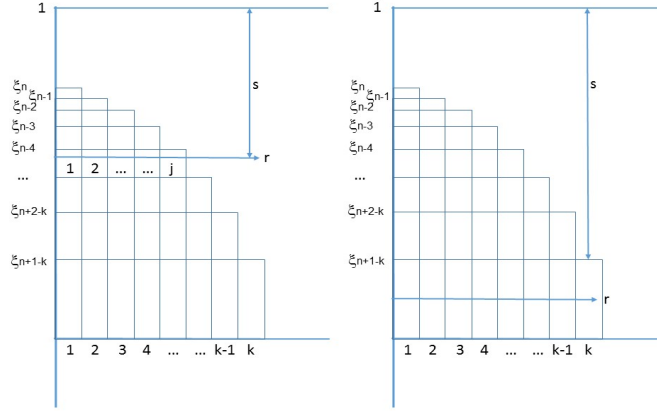 1
s
ξn
ξn-1
ξn-2
ξn-3
ξn-4
r
1 2 ... ... j
...
ξn+2-k
ξn+1-k
1 2 3 4 ... ... k-1 k
1
s
ξn
ξn-1
ξn-2
ξn-3
ξn-4
...
ξn+2-k
ξn+1-k
r
1 2 3 4 ... ... k-1 k